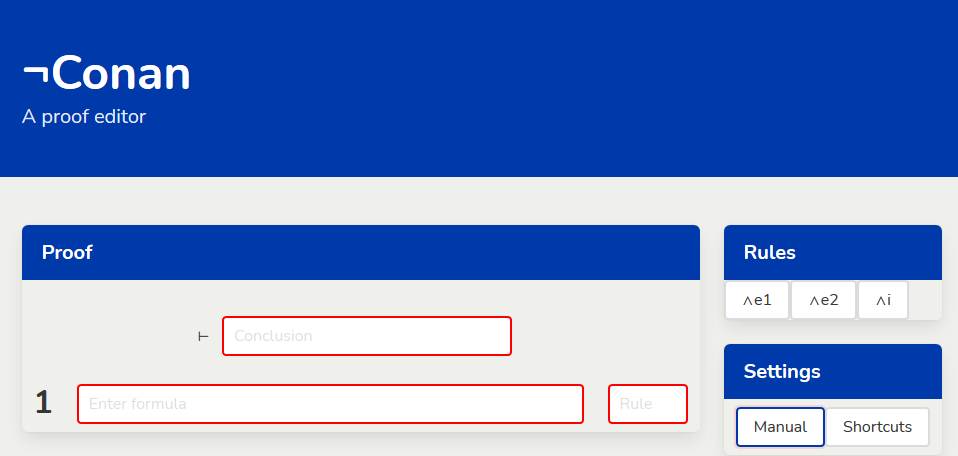 ¬Conan
A proof editor
Proof
⊢ Conclusion
1 Enter formula Rule
Rules
∧e1 ∧e2 ∧i
Settings
Manual Shortcuts